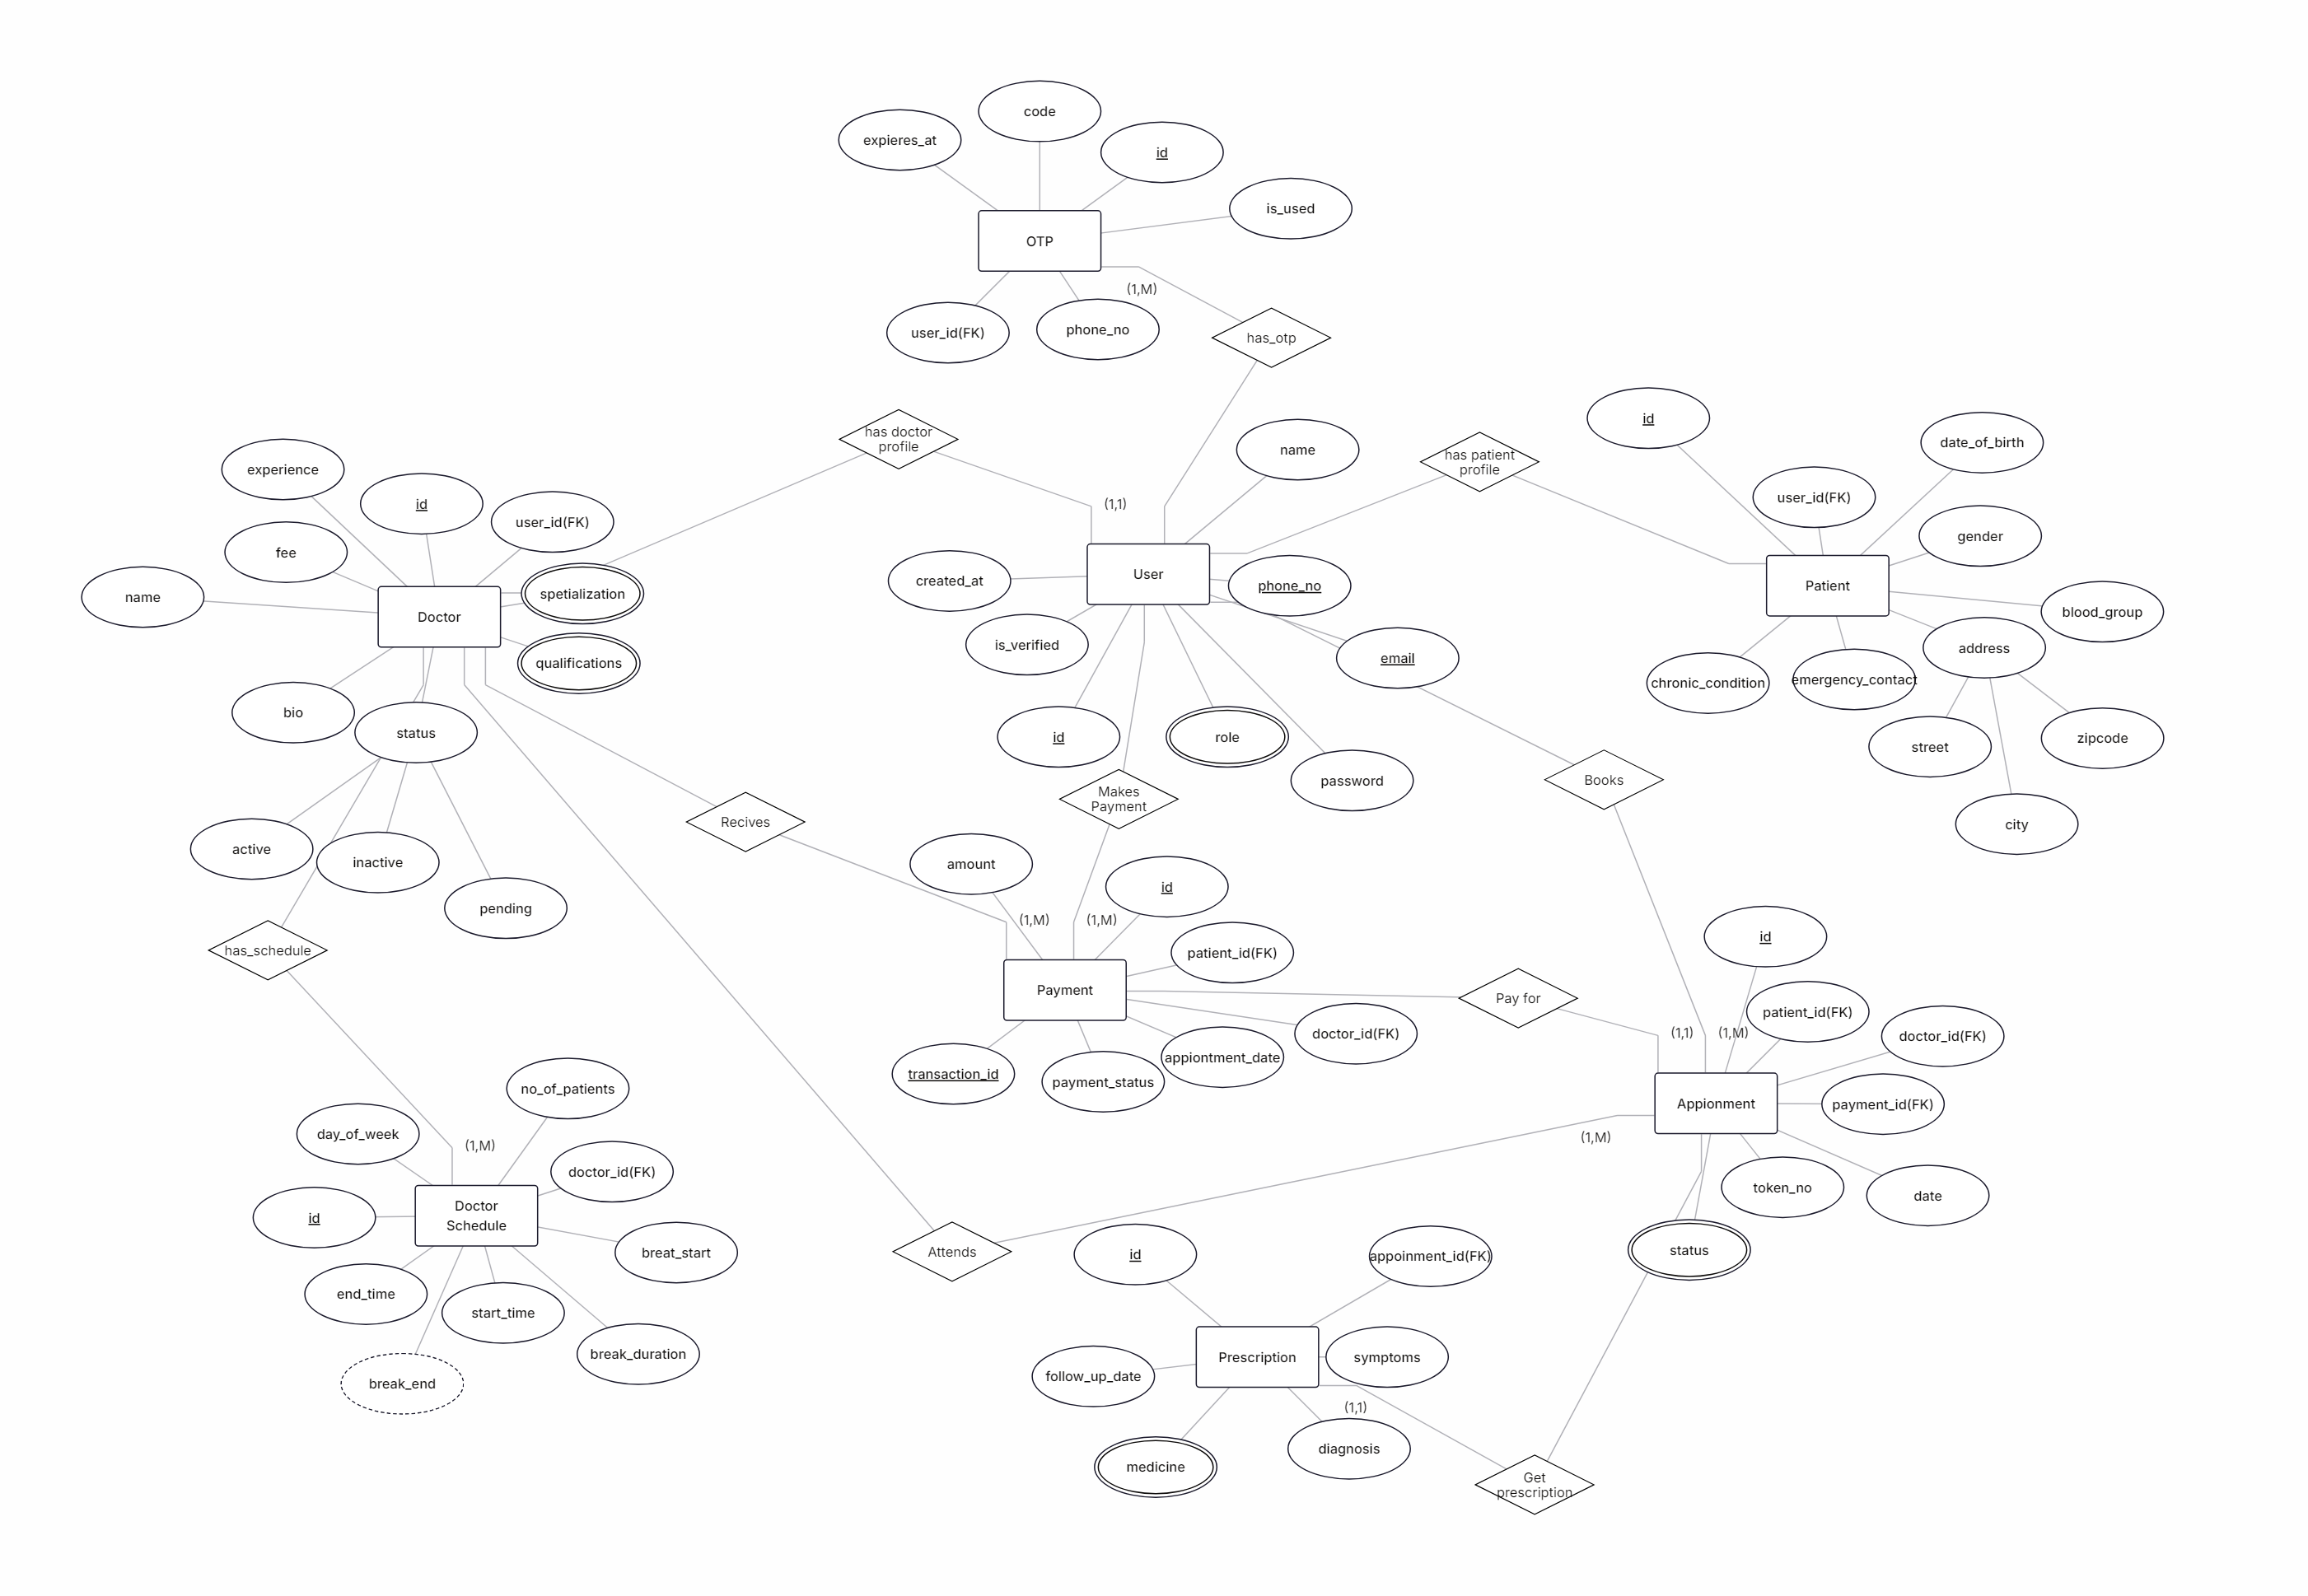 code
expieres_at
id
is_used
OTP
(1,M)
user_id(FK)
phone_no
has_otp
id
has doctor
profile
date_of_birth
name
has patient
profile
experience
user_id(FK)
id
(1,1)
user_id(FK)
gender
fee
User
created_at
phone_no
Patient
name
spetialization
Doctor
blood_group
is_verified
address
email
qualifications
chronic_condition
emergency_contact
bio
status
id
role
street
zipcode
password
Books
Makes
Payment
Recives
city
active
inactive
amount
id
pending
(1,M)
(1,M)
id
has_schedule
patient_id(FK)
Payment
Pay for
patient_id(FK)
doctor_id(FK)
(1,1)
(1,M)
doctor_id(FK)
appiontment_date
transaction_id
payment_status
no_of_patients
Appionment
payment_id(FK)
day_of_week
(1,M)
(1,M)
doctor_id(FK)
token_no
date
id
Doctor
Schedule
breat_start
Attends
id
appoinment_id(FK)
status
end_time
start_time
break_duration
Prescription
symptoms
follow_up_date
break_end
(1,1)
diagnosis
medicine
Get
prescription